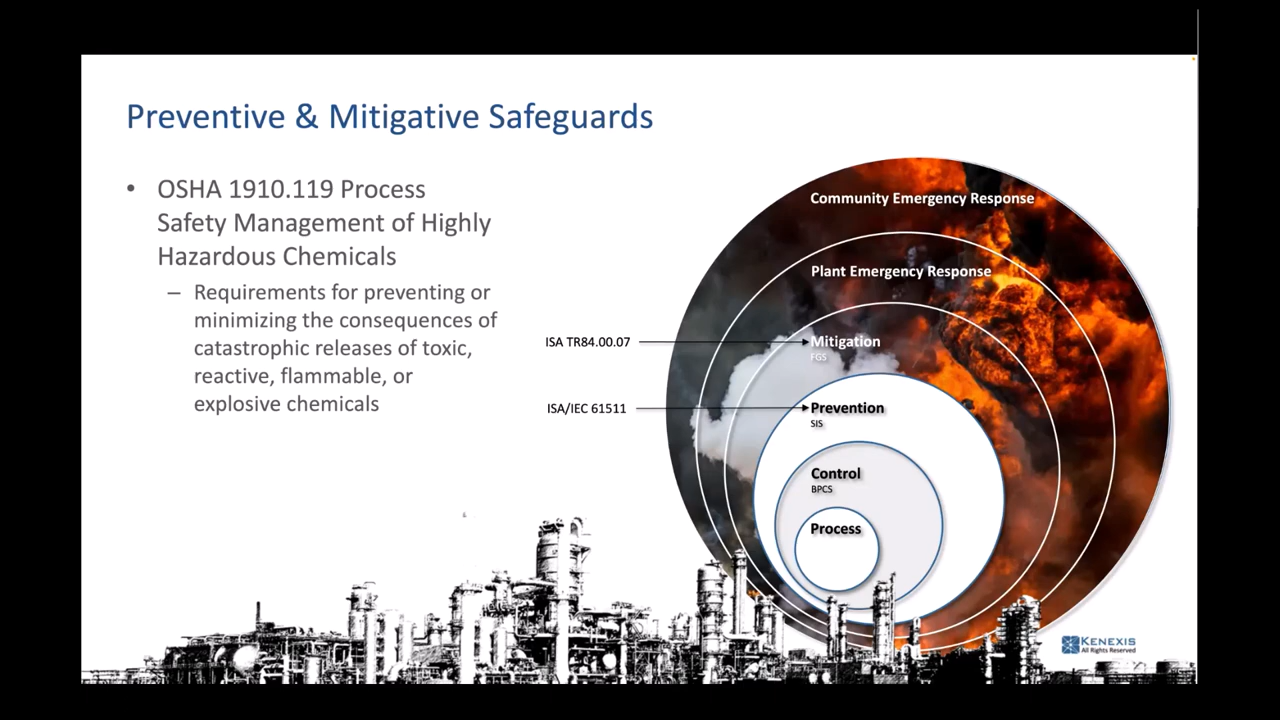 Preventive & Mitigative Safeguards
• OSHA 1910.119 Process
Safety Management of Highly
Hazardous Chemicals
– Requirements for preventing or
minimizing the consequences of
catastrophic releases of toxic,
reactive, flammable, or
explosive chemicals
Community Emergency Response
Plant Emergency Response
ISA TR84.00.07
Mitigation
FGS
ISA/IEC 61511
Prevention
SIS
Control
BPCS
Process
KENEXIS
All Rights Reserved